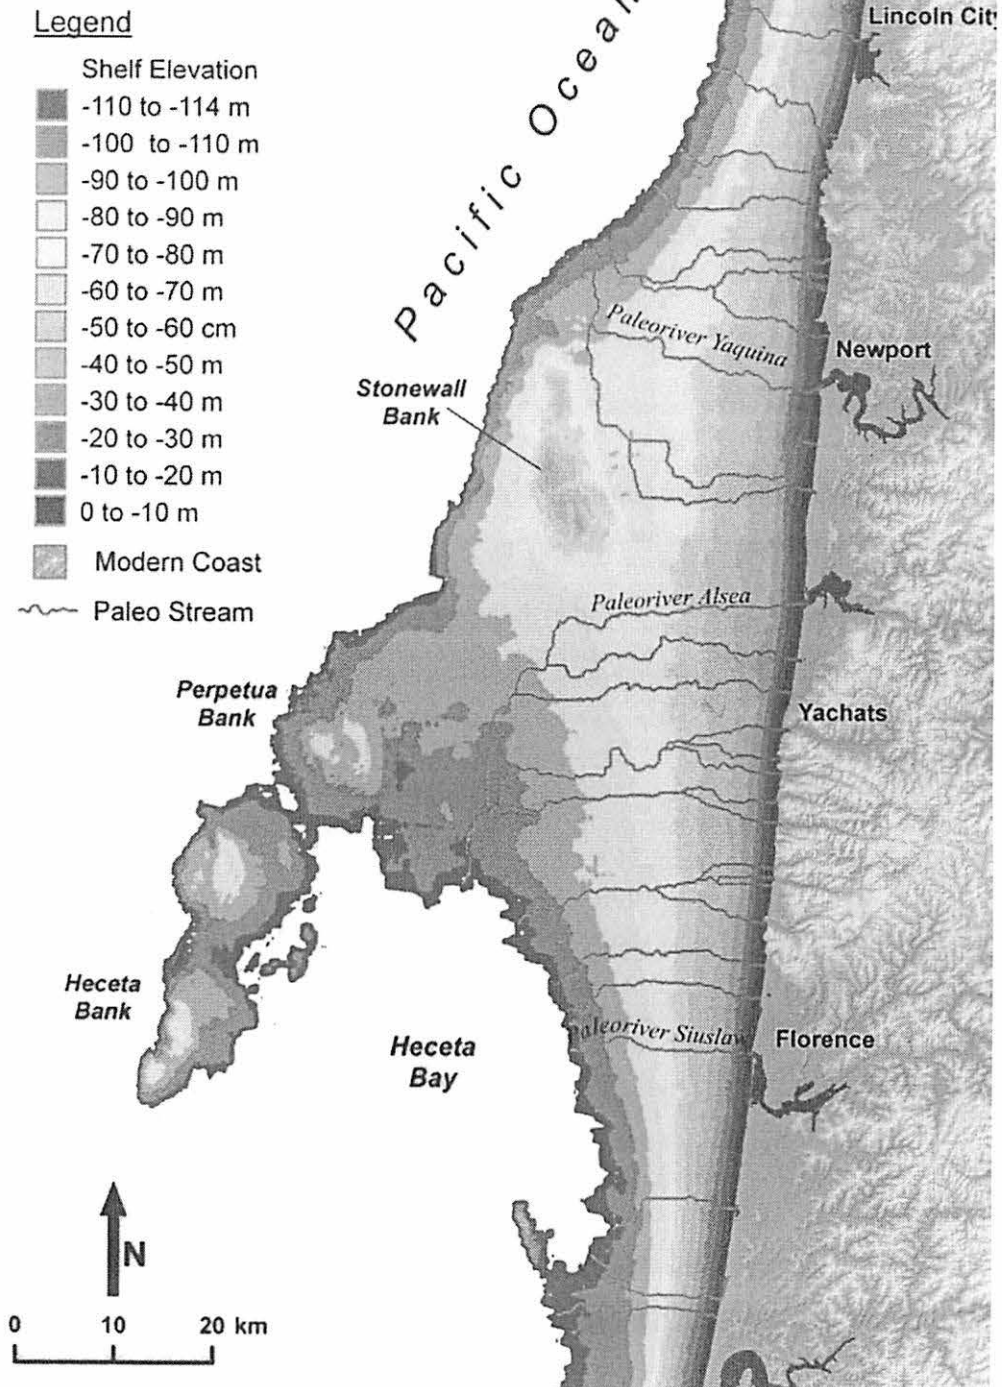 Legend
Shelf Elevation
-110 to -114 m
-100 to -110 m
-90 to -100 m
-80 to -90 m
-70 to -80 m
-60 to -70 m
-50 to -60 cm
-40 to -50 m
-30 to -40 m
-20 to -30 m
-10 to -20 m
0 to -10 m
Modern Coast
Paleo Stream
Pacific Ocean
Lincoln City
Paleoriver Yaquina
Newport
Stonewall
Bank
Paleoriver Alsea
Perpetua
Bank
Yachats
Heceta
Bank
Heceta
Bay
Paleoriver Siuslaw
Florence
N
0 10 20 km